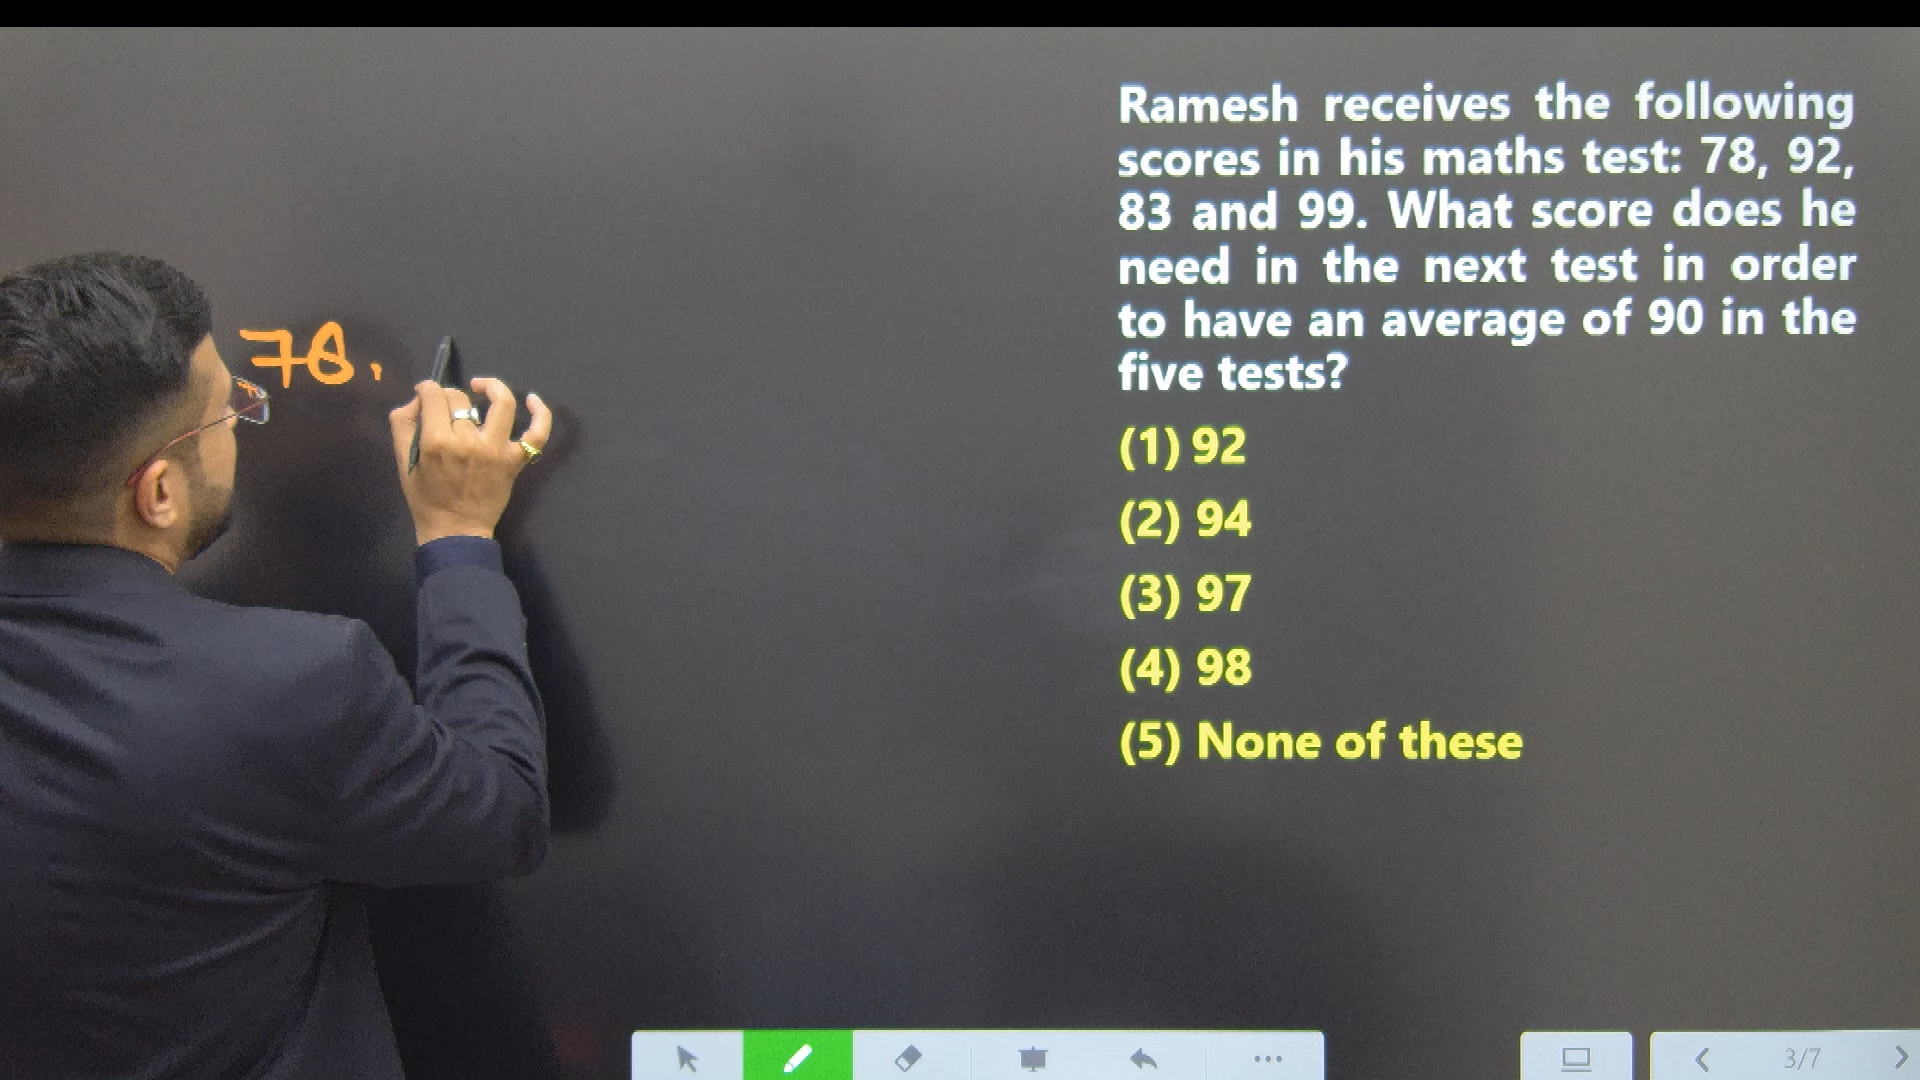 78,
Ramesh receives the following
scores in his maths test: 78, 92,
83 and 99. What score does he
need in the next test in order
to have an average of 90 in the
five tests?
(1) 92
(2) 94
(3) 97
(4) 98
(5) None of these
3/7